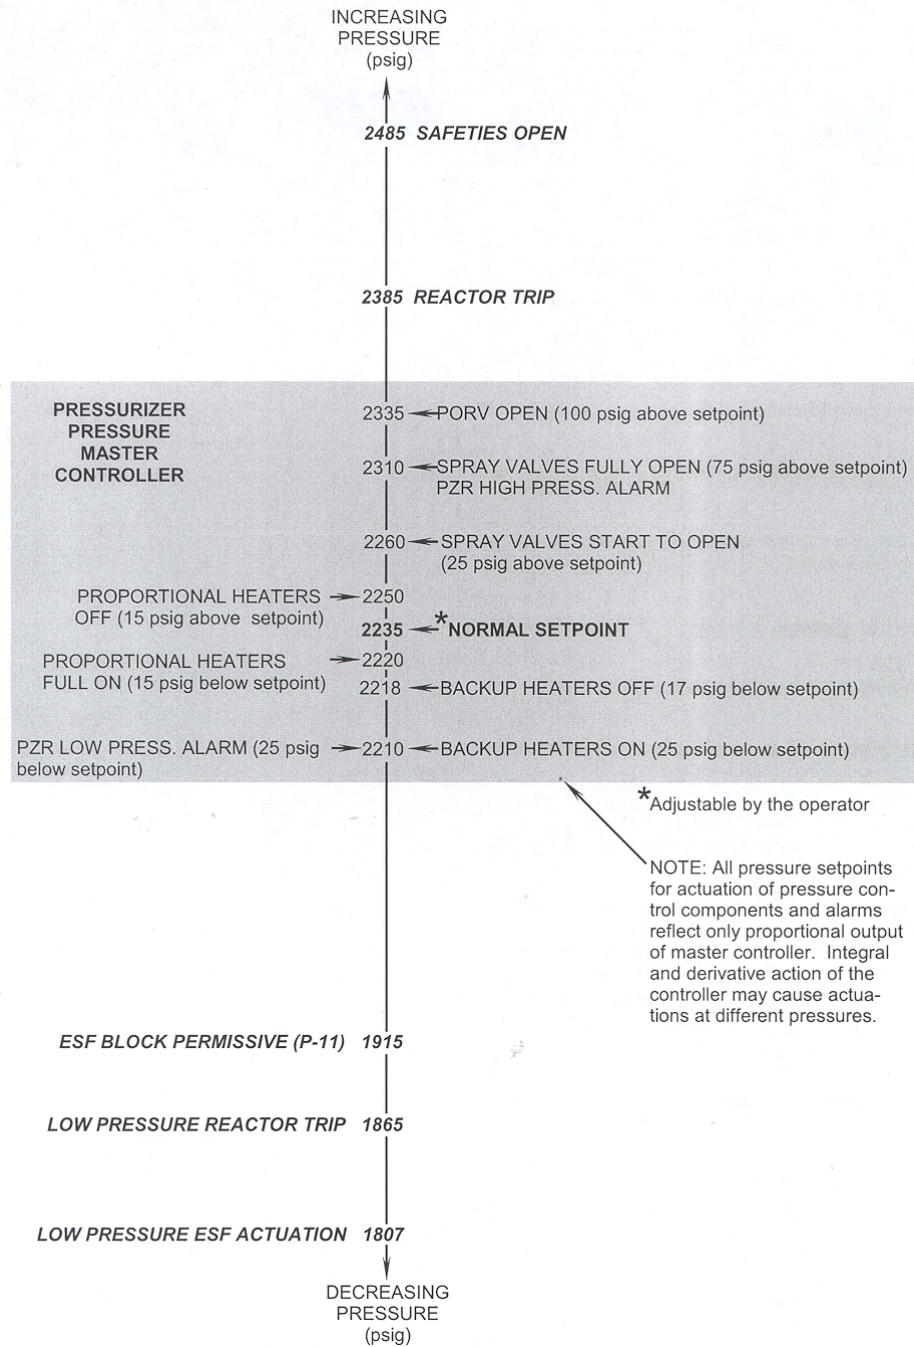 INCREASING
PRESSURE
(psig)
2485 SAFETIES OPEN
2385 REACTOR TRIP
PRESSURIZER
PRESSURE
MASTER
CONTROLLER
2335 PORV OPEN (100 psig above setpoint)
2310 SPRAY VALVES FULLY OPEN (75 psig above setpoint)
PZR HIGH PRESS. ALARM
2260 SPRAY VALVES START TO OPEN
(25 psig above setpoint)
PROPORTIONAL HEATERS 2250
OFF (15 psig above setpoint)
2235 *NORMAL SETPOINT
PROPORTIONAL HEATERS 2220
FULL ON (15 psig below setpoint)
2218 BACKUP HEATERS OFF (17 psig below setpoint)
PZR LOW PRESS. ALARM (25 psig 2210 BACKUP HEATERS ON (25 psig below setpoint)
below setpoint)
*Adjustable by the operator
NOTE: All pressure setpoints
for actuation of pressure con-
trol components and alarms
reflect only proportional output
of master controller. Integral
and derivative action of the
controller may cause actua-
tions at different pressures.
ESF BLOCK PERMISSIVE (P-11) 1915
LOW PRESSURE REACTOR TRIP 1865
LOW PRESSURE ESF ACTUATION 1807
DECREASING
PRESSURE
(psig)